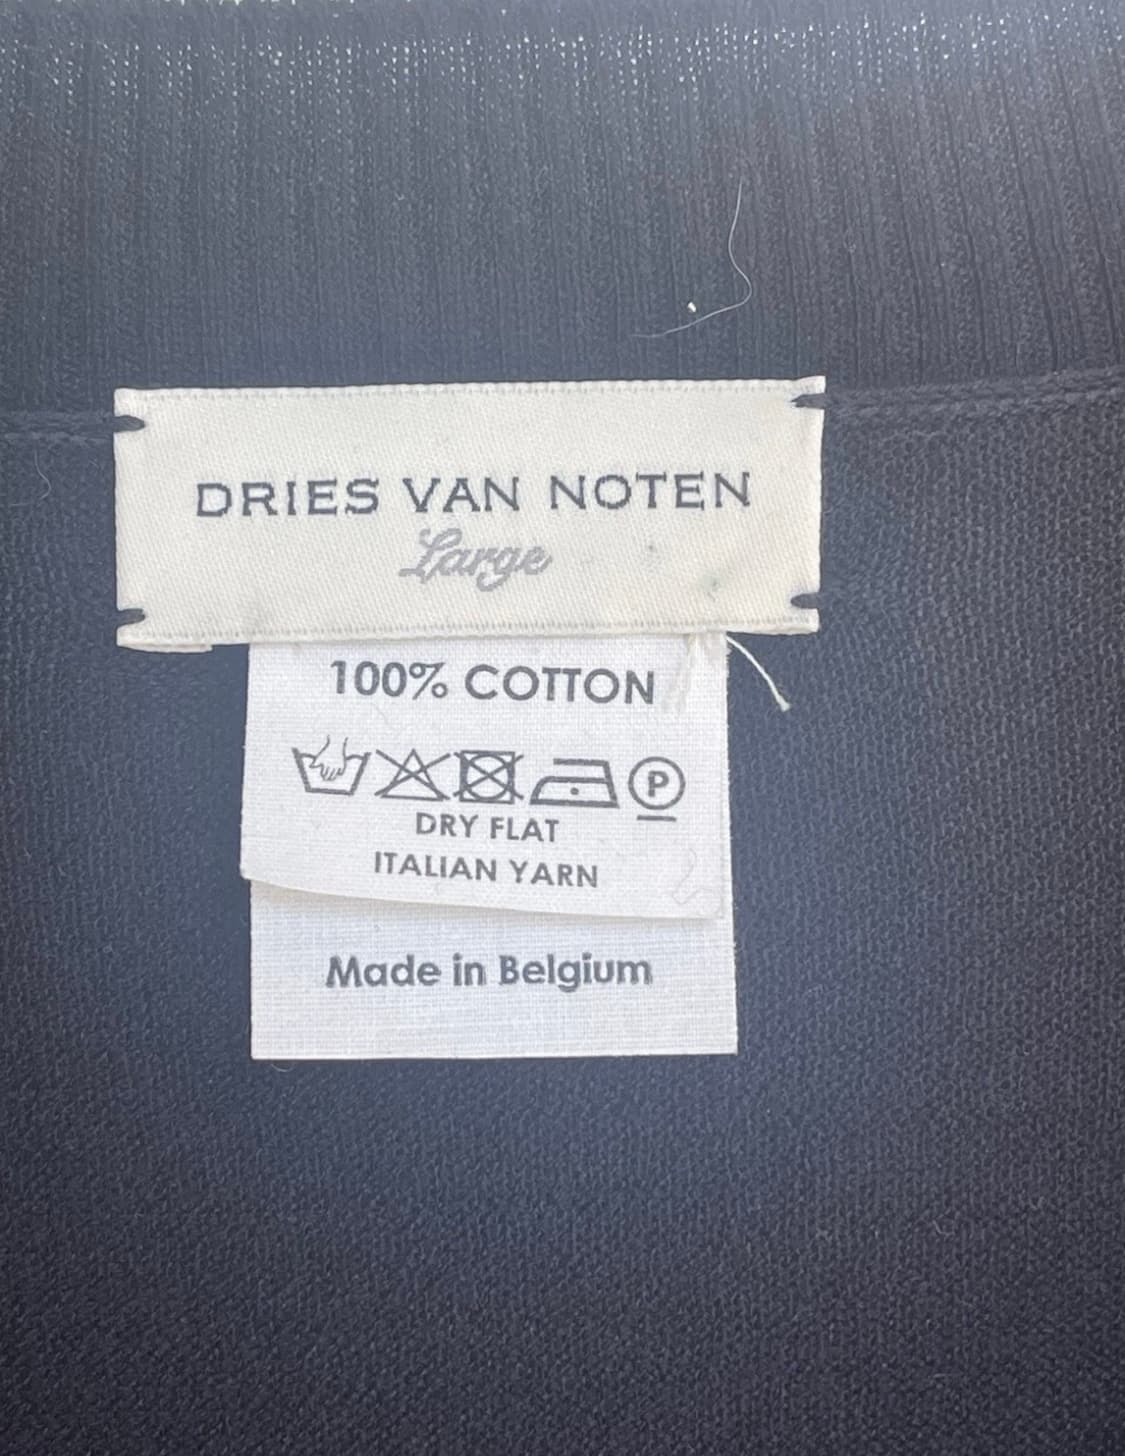 DRIES VAN NOTEN
Large
100% COTTON
P
DRY FLAT
ITALIAN YARN
Made in Belgium